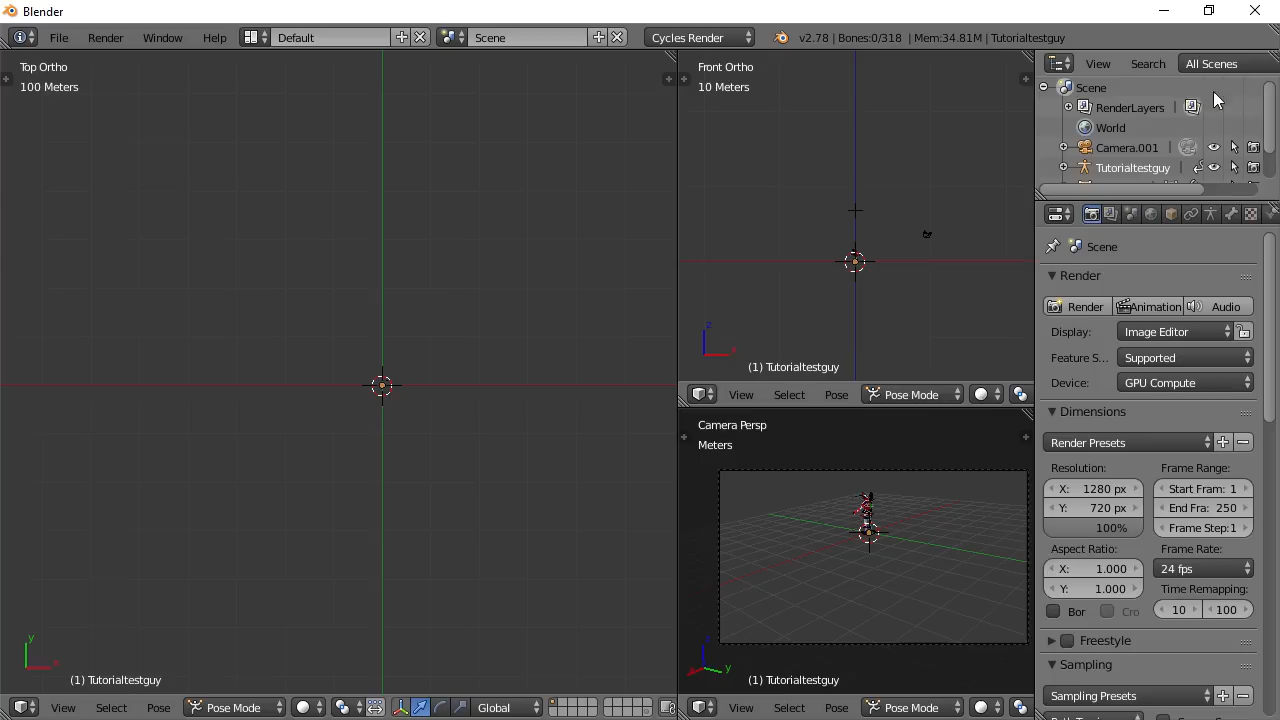 Blender
File Render Window Help Default Scene Cycles Render v2.78 | Bones:0/318 | Mem:34.81M | Tutorialtestguy
Top Ortho
100 Meters
y
x
(1) Tutorialtestguy
View Select Pose Pose Mode Global
Front Ortho
10 Meters
z
x
(1) Tutorialtestguy
View Select Pose Pose Mode
Camera Persp
Meters
z
y
x
(1) Tutorialtestguy
View Select Pose Pose Mode
View Search All Scenes
Scene
RenderLayers |
World
Camera.001 |
Tutorialtestguy |
Scene
Render
Render Animation Audio
Display: Image Editor
Feature S... Supported
Device: GPU Compute
Dimensions
Render Presets
Resolution: Frame Range:
X: 1280 px Start Fram: 1
Y: 720 px End Fra: 250
100% Frame Step:1
Aspect Ratio: Frame Rate:
X: 1.000 24 fps
Y: 1.000 Time Remapping:
Bor Cro 10 100
Freestyle
Sampling
Sampling Presets